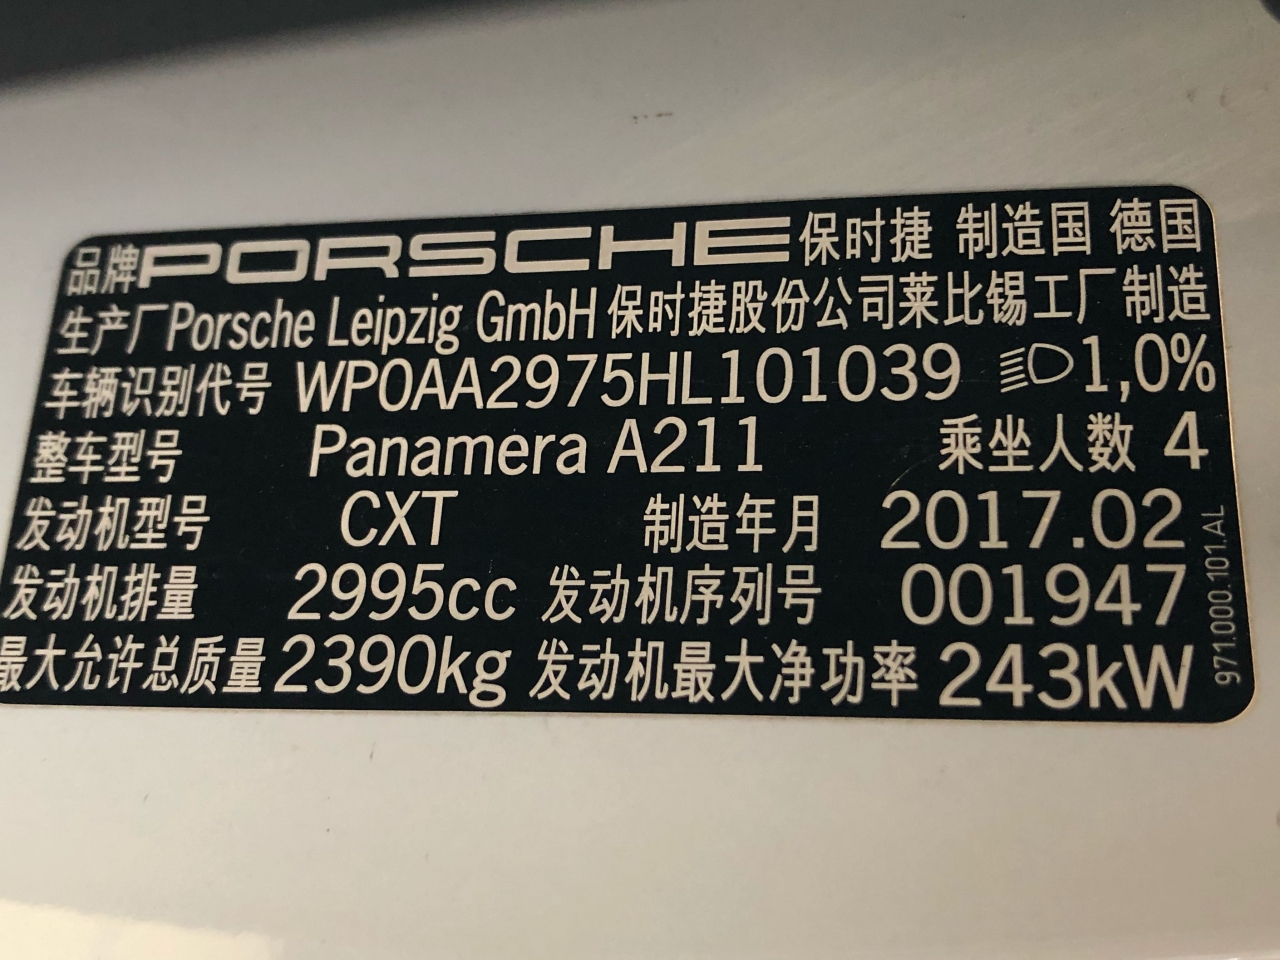 品牌PORSCHE保时捷 制造国 德国
生产厂Porsche Leipzig GmbH保时捷股份公司莱比锡工厂制造
车辆识别代号 WP0AA2975HL101039 1,0%
整车型号 Panamera A211 乘坐人数 4
发动机型号 CXT 制造年月 2017.02
发动机排量 2995cc 发动机序列号 001947
最大允许总质量 2390kg 发动机最大净功率 243kW
971.000.101.AL